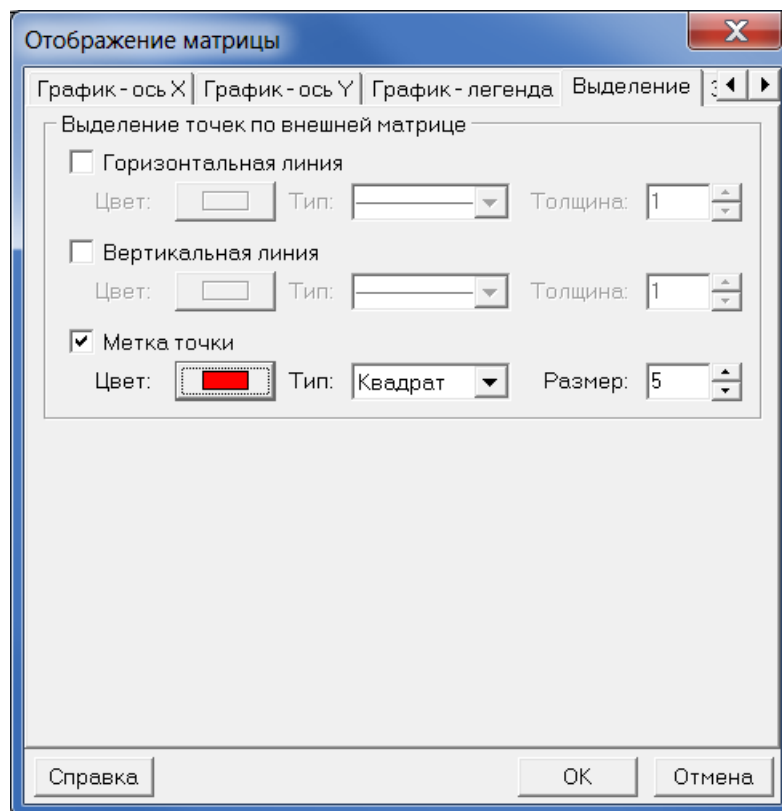 Отображение матрицы
График - ось X График - ось Y График - легенда Выделение
Выделение точек по внешней матрице
Горизонтальная линия
Цвет: Тип: Толщина: 1
Вертикальная линия
Цвет: Тип: Толщина: 1
Метка точки
Цвет: Тип: Квадрат Размер: 5
Справка OK Отмена